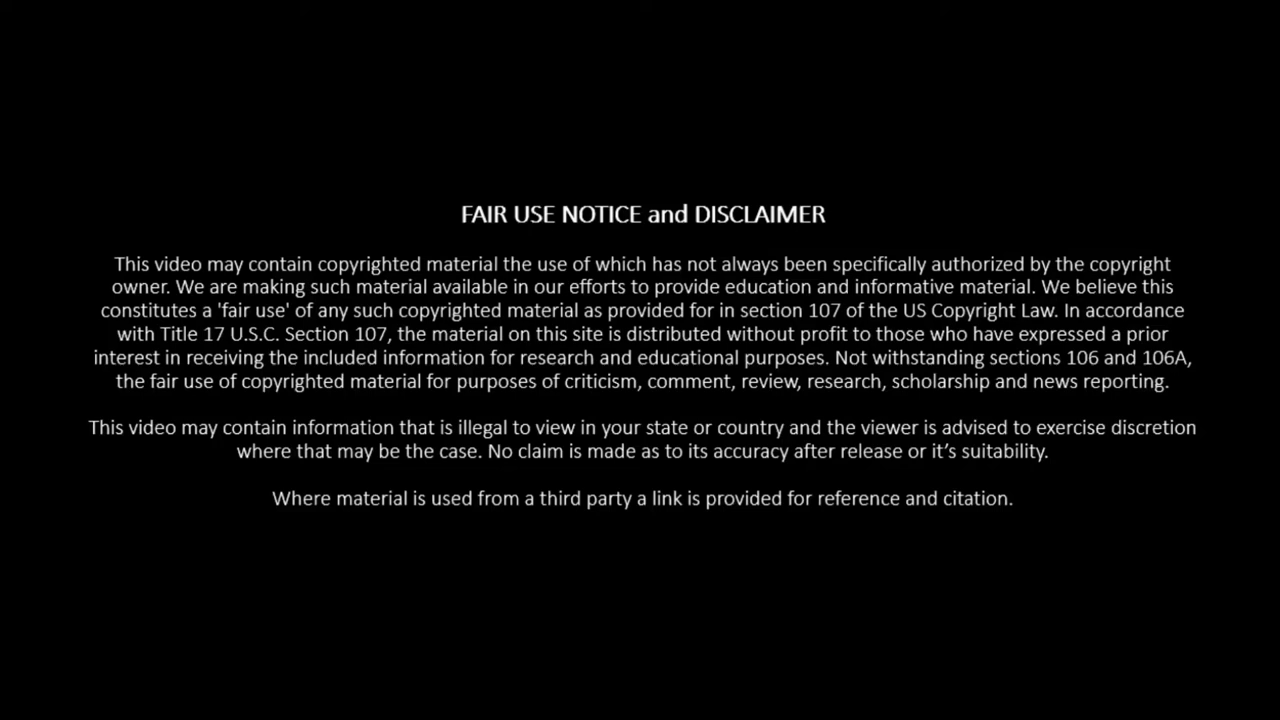 FAIR USE NOTICE and DISCLAIMER
This video may contain copyrighted material the use of which has not always been specifically authorized by the copyright
owner. We are making such material available in our efforts to provide education and informative material. We believe this
constitutes a 'fair use' of any such copyrighted material as provided for in section 107 of the US Copyright Law. In accordance
with Title 17 U.S.C. Section 107, the material on this site is distributed without profit to those who have expressed a prior
interest in receiving the included information for research and educational purposes. Not withstanding sections 106 and 106A,
the fair use of copyrighted material for purposes of criticism, comment, review, research, scholarship and news reporting.
This video may contain information that is illegal to view in your state or country and the viewer is advised to exercise discretion
where that may be the case. No claim is made as to its accuracy after release or it’s suitability.
Where material is used from a third party a link is provided for reference and citation.